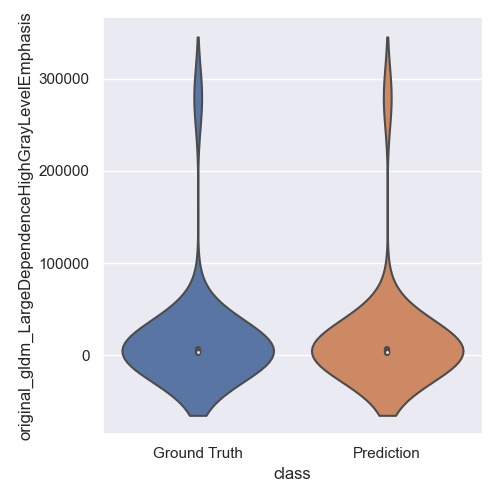 original_gldm_LargeDependenceHighGrayLevelEmphasis
300000
200000
100000
0
Ground Truth
Prediction
class